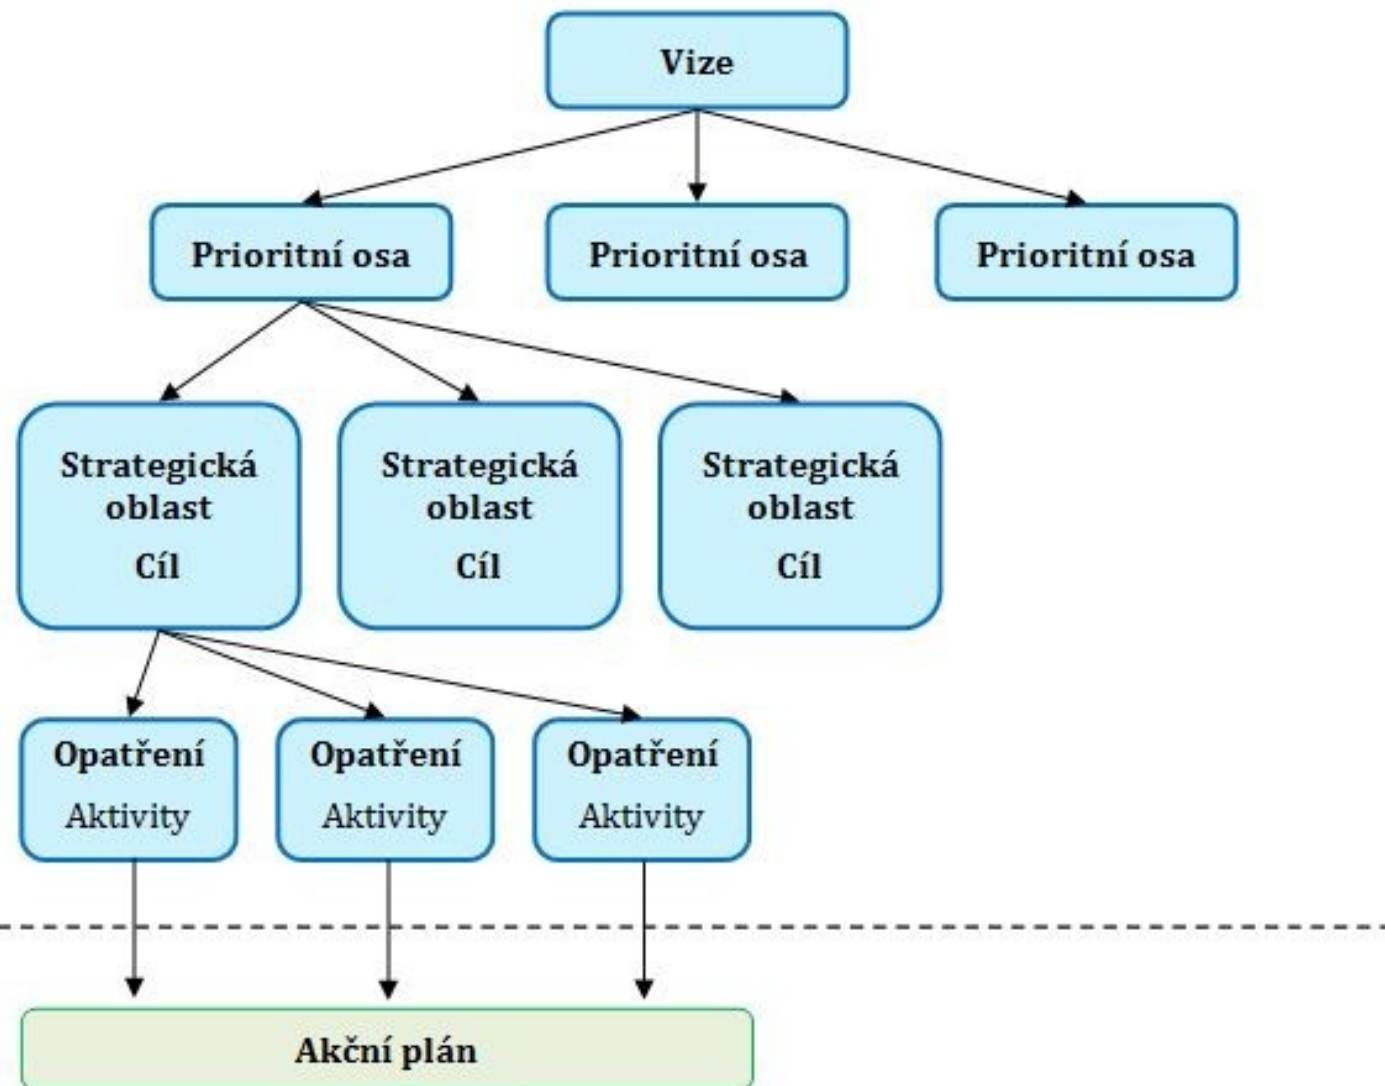 Vize
Prioritní osa
Prioritní osa
Prioritní osa
Strategická
oblast
Cíl
Strategická
oblast
Cíl
Strategická
oblast
Cíl
Opatření
Aktivity
Opatření
Aktivity
Opatření
Aktivity
Akční plán